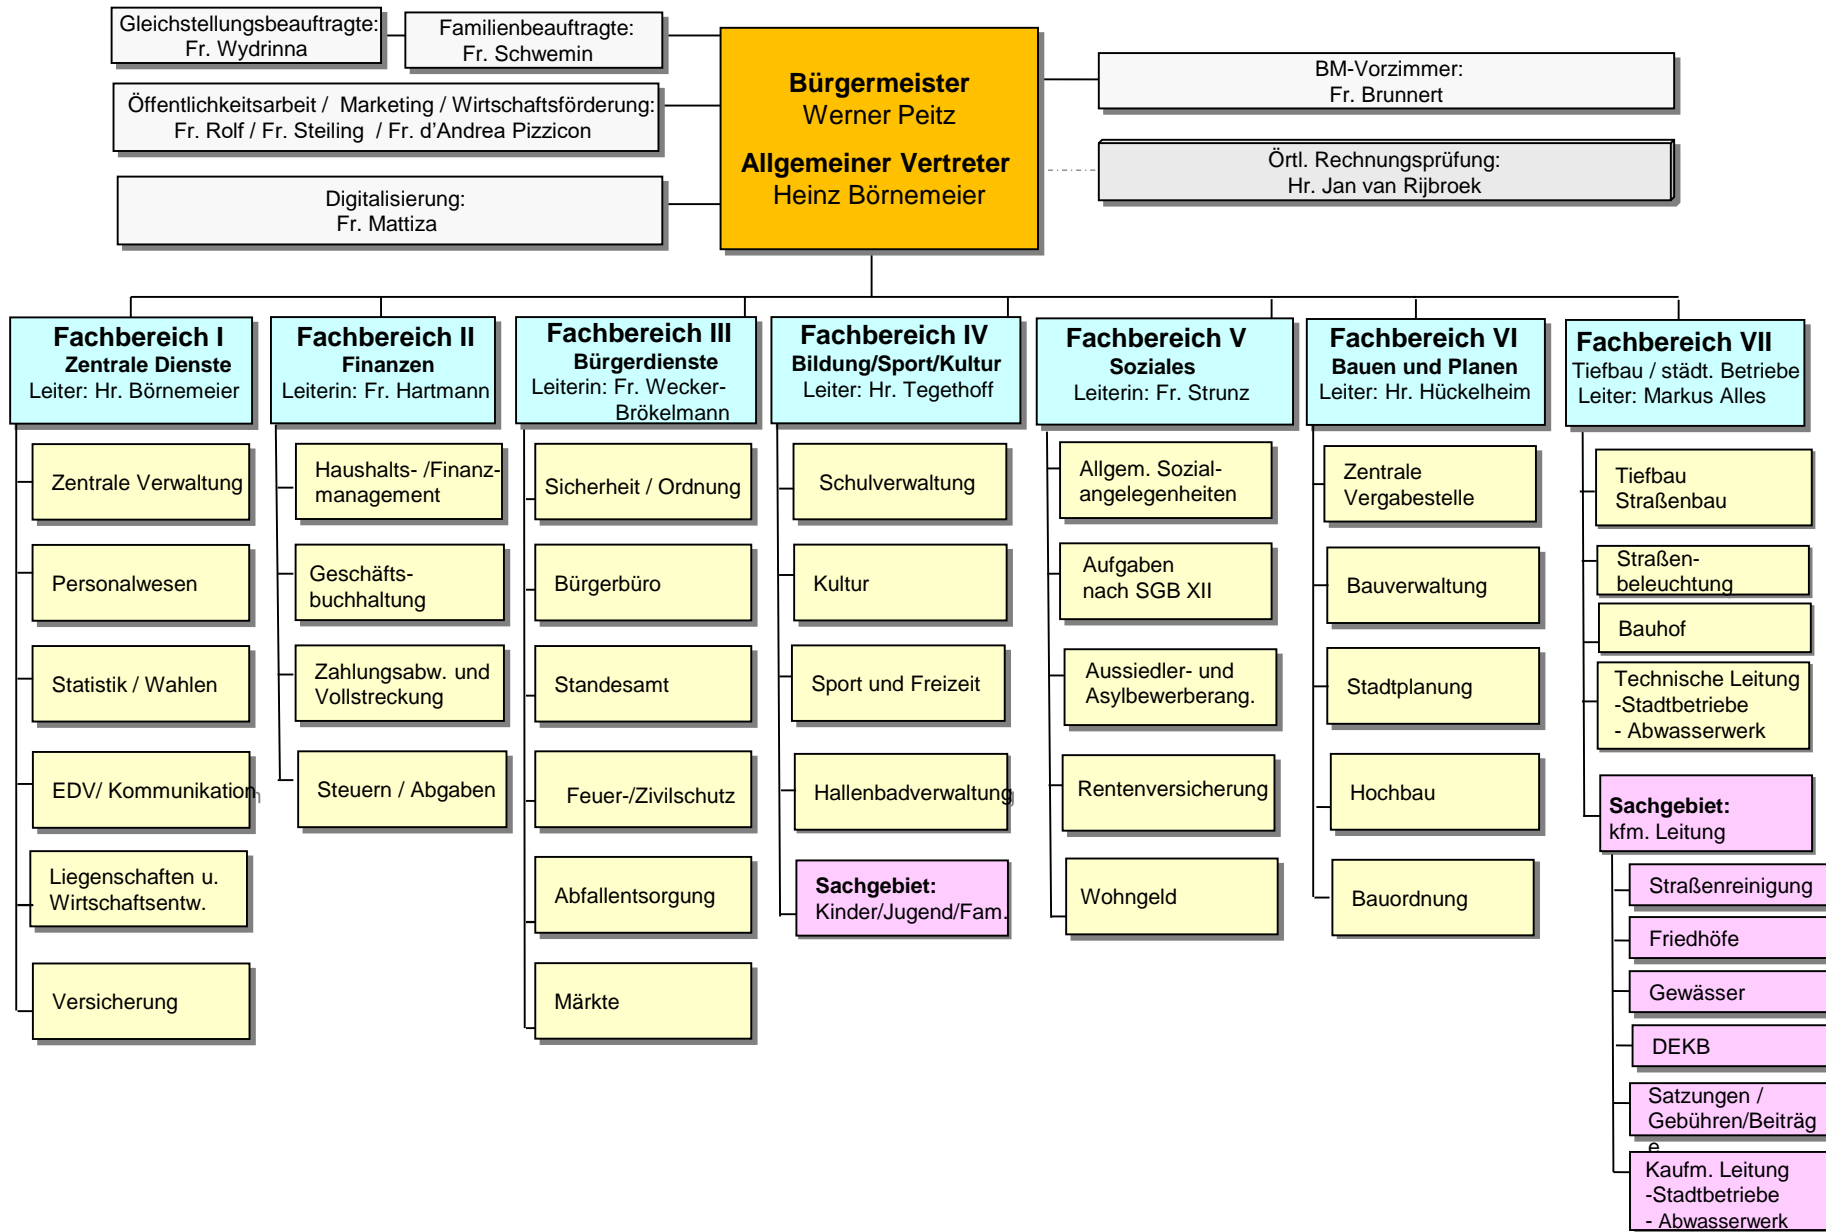 Gleichstellungsbeauftragte:
Fr. Wydrinna
Familienbeauftragte:
Fr. Schwemin
Öffentlichkeitsarbeit / Marketing / Wirtschaftsförderung:
Fr. Rolf / Fr. Steiling / Fr. d'Andrea Pizzicon
Digitalisierung:
Fr. Mattiza
Bürgermeister
Werner Peitz
Allgemeiner Vertreter
Heinz Börnemeier
BM-Vorzimmer:
Fr. Brunnert
Örtl. Rechnungsprüfung:
Hr. Jan van Rijbroek
Fachbereich I
Zentrale Dienste
Leiter: Hr. Börnemeier
Zentrale Verwaltung
Personalwesen
Statistik / Wahlen
EDV/ Kommunikation
Liegenschaften u.
Wirtschaftsentw.
Versicherung
Fachbereich II
Finanzen
Leiterin: Fr. Hartmann
Haushalts- /Finanz-
management
Geschäfts-
buchhaltung
Zahlungsabw. und
Vollstreckung
Steuern / Abgaben
Fachbereich III
Bürgerdienste
Leiterin: Fr. Wecker-
Brökelmann
Sicherheit / Ordnung
Bürgerbüro
Standesamt
Feuer-/Zivilschutz
Abfallentsorgung
Märkte
Fachbereich IV
Bildung/Sport/Kultur
Leiter: Hr. Tegethoff
Schulverwaltung
Kultur
Sport und Freizeit
Hallenbadverwaltung
Sachgebiet:
Kinder/Jugend/Fam.
Fachbereich V
Soziales
Leiterin: Fr. Strunz
Allgem. Sozial-
angelegenheiten
Aufgaben
nach SGB XII
Aussiedler- und
Asylbewerberang.
Rentenversicherung
Wohngeld
Fachbereich VI
Bauen und Planen
Leiter: Hr. Hückelheim
Zentrale
Vergabestelle
Bauverwaltung
Stadtplanung
Hochbau
Bauordnung
Fachbereich VII
Tiefbau / städt. Betriebe
Leiter: Markus Alles
Tiefbau
Straßenbau
Straßen-
beleuchtung
Bauhof
Technische Leitung
-Stadtbetriebe
- Abwasserwerk
Sachgebiet:
kfm. Leitung
Straßenreinigung
Friedhöfe
Gewässer
DEKB
Satzungen /
Gebühren/Beiträg
e
Kaufm. Leitung
-Stadtbetriebe
- Abwasserwerk